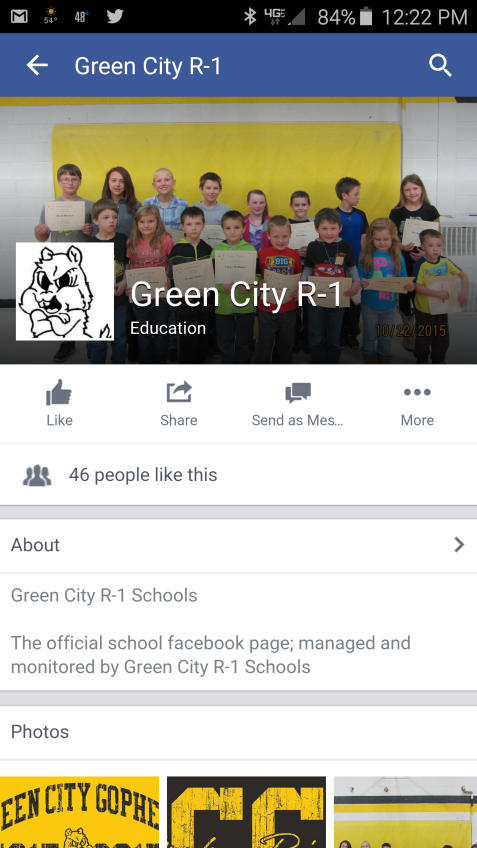 54°
48°
4G
84%
12:22 PM
Green City R-1
Green City R-1
Education
10/22/2015
Like
Share
Send as Mes...
More
46 people like this
About
Green City R-1 Schools
The official school facebook page; managed and
monitored by Green City R-1 Schools
Photos
EEN CITY GOPHE